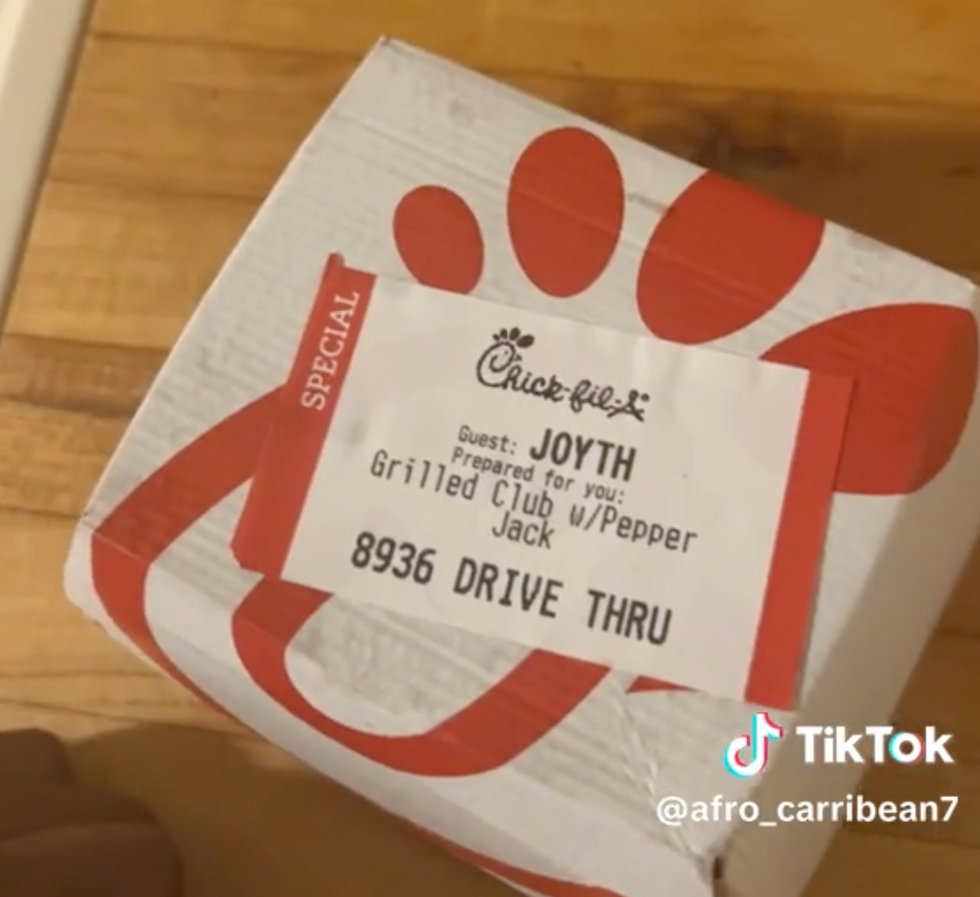 SPECIAL
Chick-fil-A
Guest: JOYTH
Prepared for you:
Grilled Club w/Pepper
Jack
8936 DRIVE THRU
TikTok
@afro_carribean7